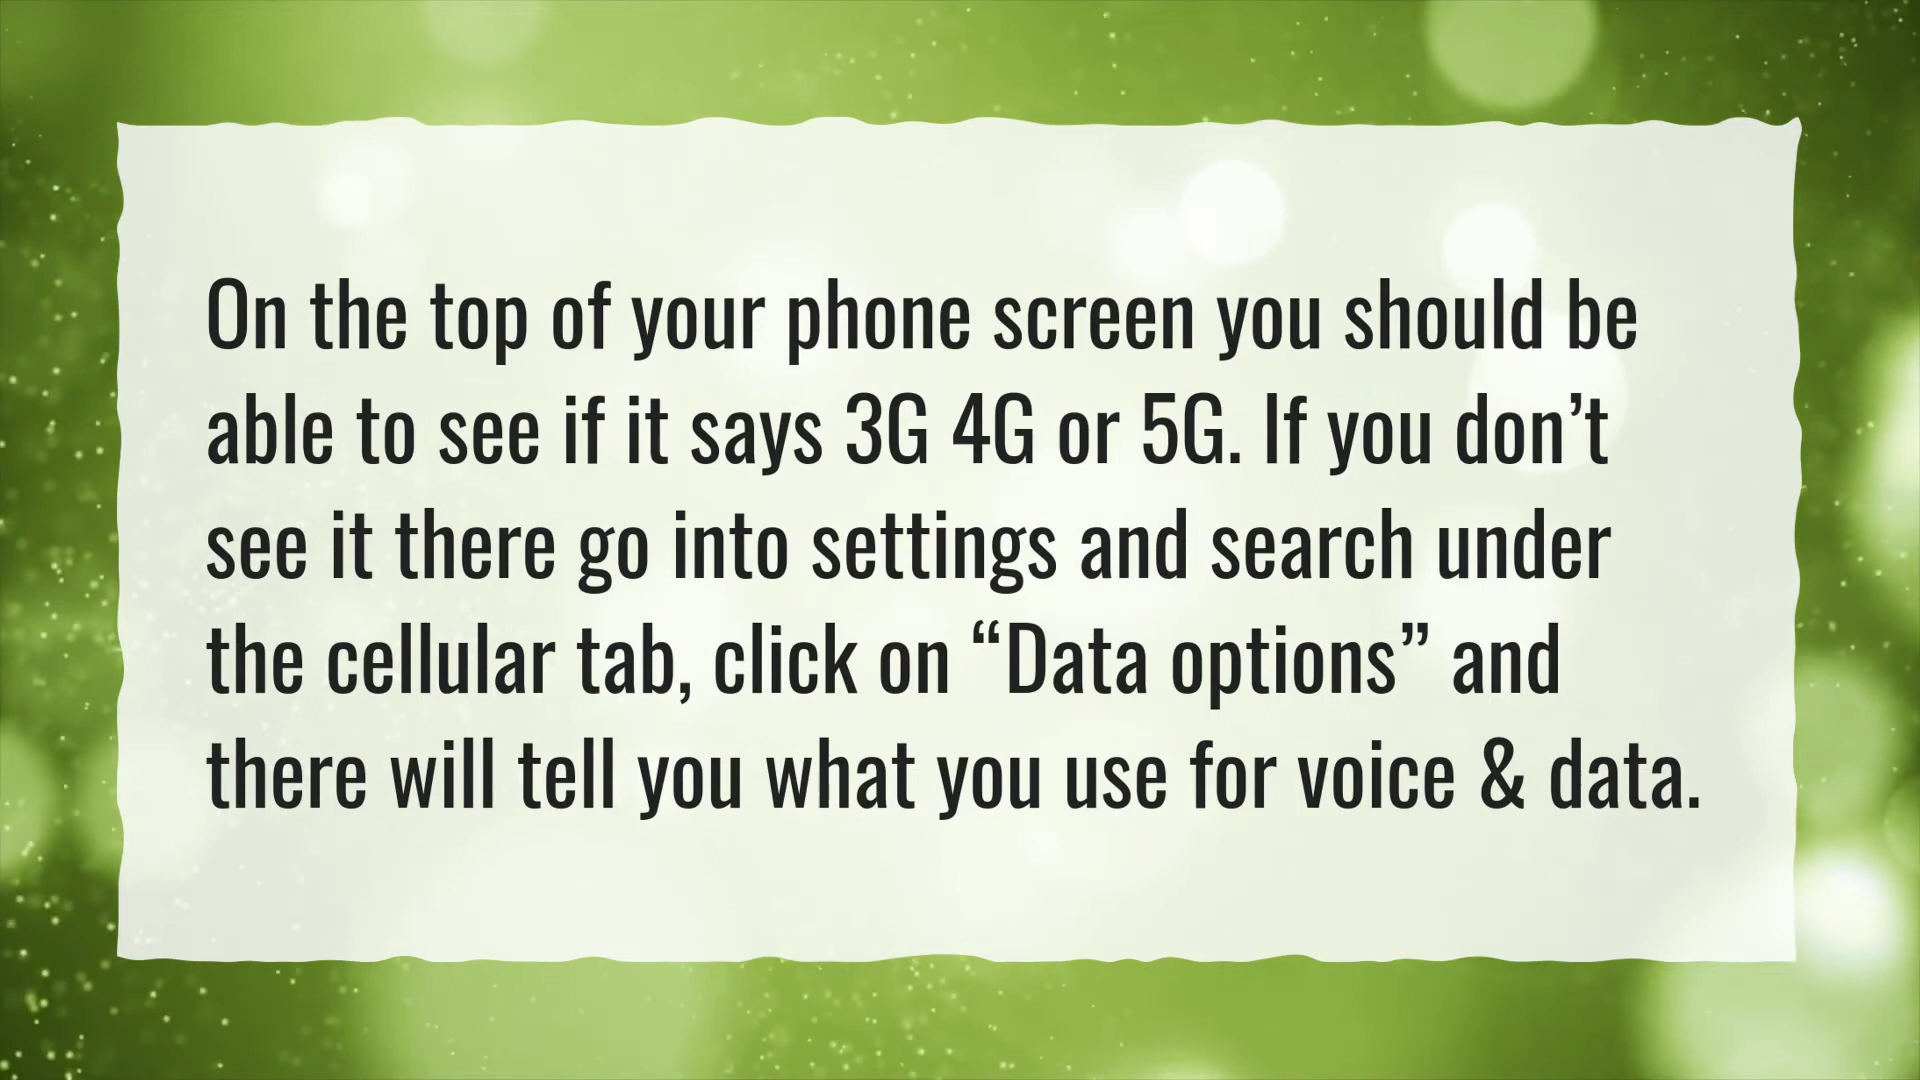 On the top of your phone screen you should be
able to see if it says 3G 4G or 5G. If you don’t
see it there go into settings and search under
the cellular tab, click on “Data options” and
there will tell you what you use for voice & data.